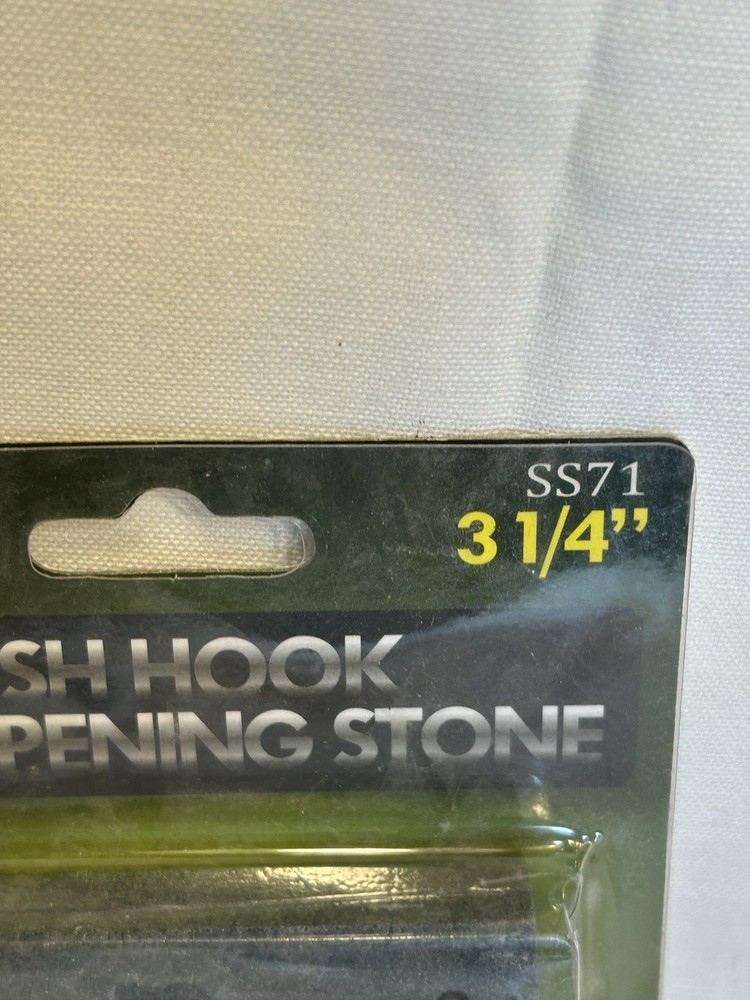 SS71
3 1/4”
SH HOOK
PENING STONE